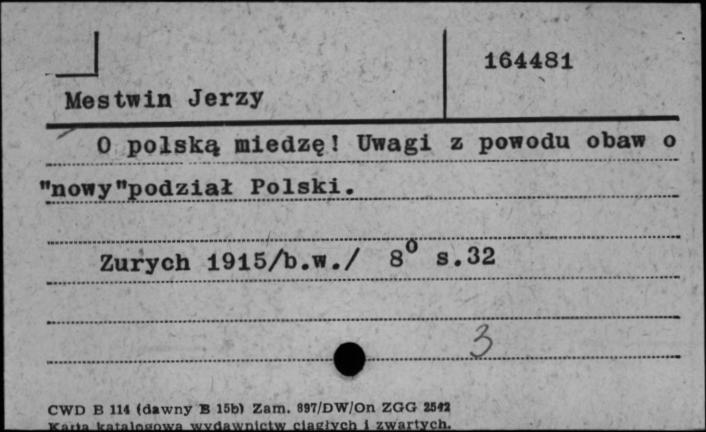 164481
Mestwin Jerzy
O polską miedzę! Uwagi z powodu obaw o
"nowy"podział Polski.
Zurych 1915/b.w./ 8° s.32
3
CWD B 114 (dawny B 15b) Zam. 897/DW/On ZGG 2542
Karta katalogowa wydawnictw ciągłych i zwartych.